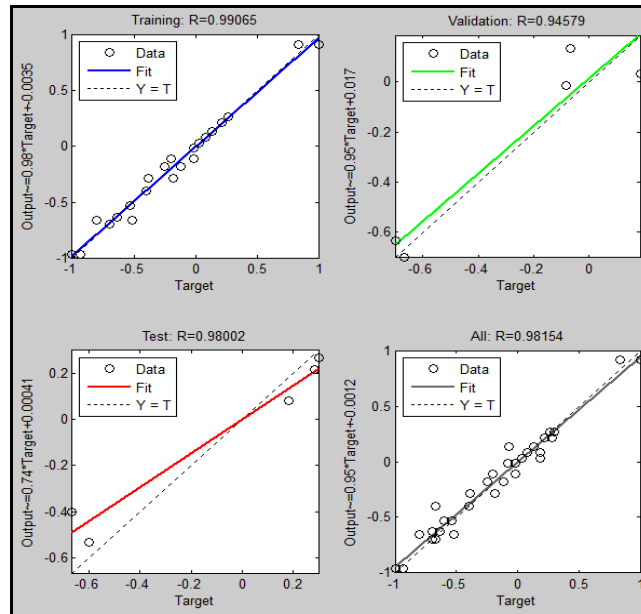 Training: R=0.99065
Output~=0.98*Target+-0.0035
1
0.5
0
-0.5
-1
Data
Fit
Y = T
-1
-0.5
0
0.5
1
Target
Validation: R=0.94579
Output~=0.95*Target+0.017
0
-0.2
-0.4
-0.6
Data
Fit
Y = T
-0.6
-0.4
-0.2
0
Target
Test: R=0.98002
Output~=0.74*Target+0.00041
0.2
0
-0.2
-0.4
-0.6
Data
Fit
Y = T
-0.6
-0.4
-0.2
0
0.2
Target
All: R=0.98154
Output~=0.95*Target+-0.0012
1
0.5
0
-0.5
-1
Data
Fit
Y = T
-1
-0.5
0
0.5
1
Target